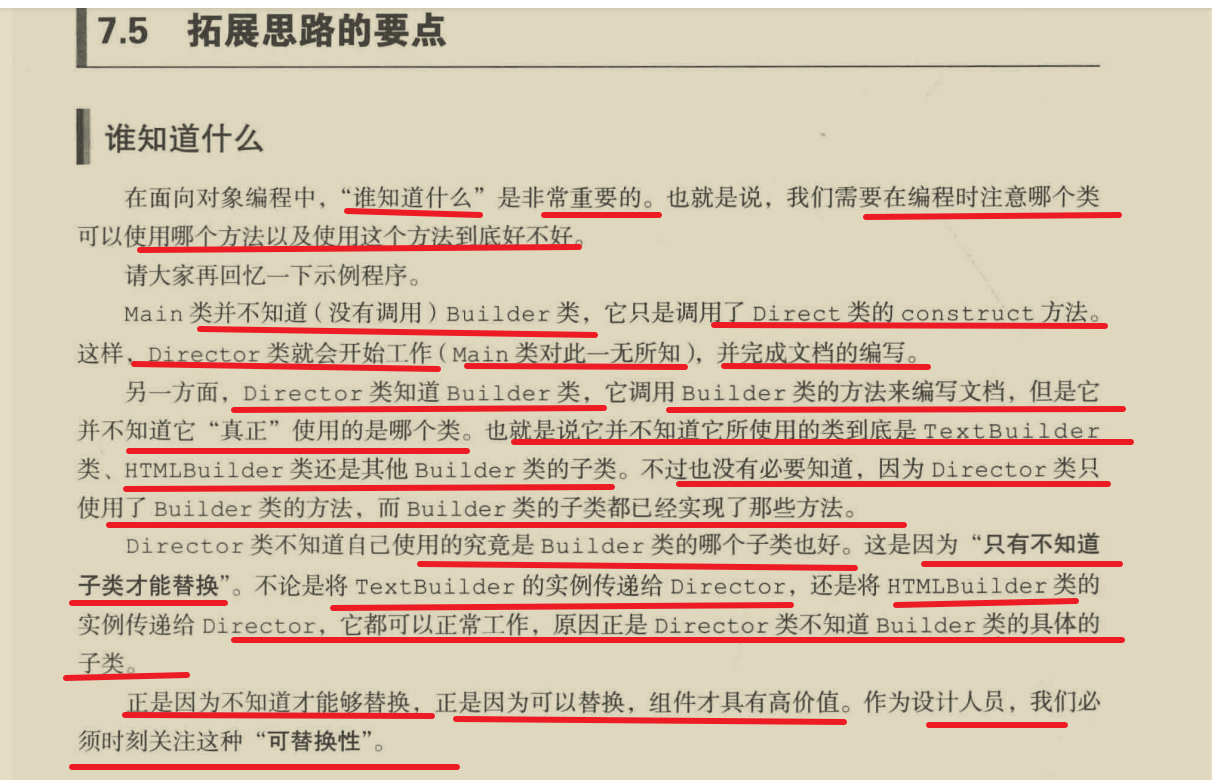 7.5 拓展思路的要点
谁知道什么
在面向对象编程中，“谁知道什么”是非常重要的。也就是说，我们需要在编程时注意哪个类
可以使用哪个方法以及使用这个方法到底好不好。
请大家再回忆一下示例程序。
Main 类并不知道（没有调用）Builder 类，它只是调用了 Direct 类的 construct 方法。
这样，Director 类就会开始工作（Main 类对此一无所知），并完成文档的编写。
另一方面，Director 类知道 Builder 类，它调用 Builder 类的方法来编写文档，但是它
并不知道它“真正”使用的是哪个类。也就是说它并不知道它所使用的类到底是 TextBuilder
类、HTMLBuilder 类还是其他 Builder 类的子类。不过也没有必要知道，因为 Director 类只
使用了 Builder 类的方法，而 Builder 类的子类都已经实现了那些方法。
Director 类不知道自己使用的究竟是 Builder 类的哪个子类也好。这是因为“只有不知道
子类才能替换”。不论是将 TextBuilder 的实例传递给 Director，还是将 HTMLBuilder 类的
实例传递给 Director，它都可以正常工作，原因正是 Director 类不知道 Builder 类的具体的
子类。
正是因为不知道才能够替换，正是因为可以替换，组件才具有高价值。作为设计人员，我们必
须时刻关注这种“可替换性”。